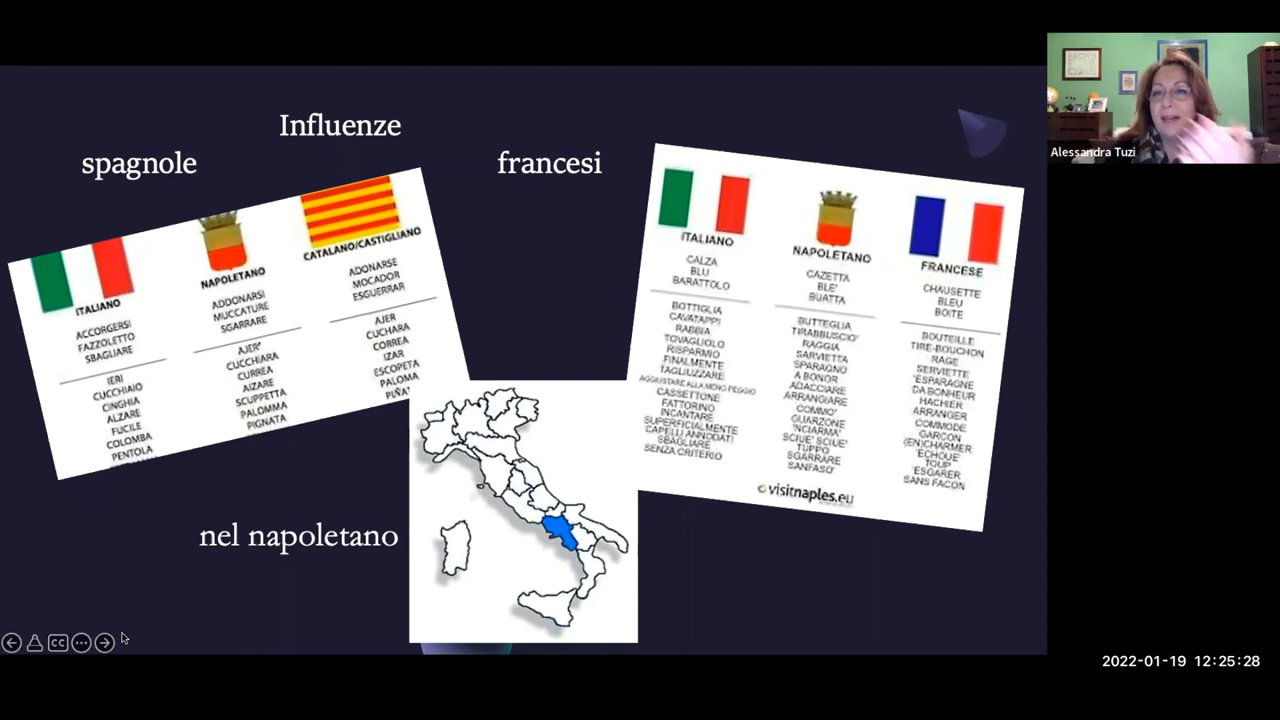 Influenze
spagnole
francesi
ITALIANO
ACCORGERSI
FAZZOLETTO
SBAGLIARE
IERI
CUCCHIAIO
CINGHIA
ALZARE
FUCILE
COLOMBA
PENTOLA
NAPOLETANO
ADDONARSI
MUCCATURE
SGARRARE
AJER'
CUCCHIARA
CURREA
AIZARE
SCUPPETTA
PALOMMA
PIGNATA
CATALANO/CASTIGLIANO
ADONARSE
MOCADOR
ESGUERRAR
AJER
CUCHARA
CORREA
IZAR
ESCOPETA
PALOMA
ITALIANO
CALZA
BLU
BARATTOLO
BOTTIGLIA
CAVATAPPI
RABBIA
TOVAGLIOLO
RISPARMIO
FINALMENTE
TAGLIUZZARE
AGGIUSTARE ALLA MENO PEGGIO
CASSETTONE
FATTORINO
INCANTARE
SUPERFICIALMENTE
CAPELLI ANNODATI
SBAGLIARE
SENZA CRITERIO
NAPOLETANO
CAZETTA
BLE'
BUATTA
BUTTEGLIA
TIRABBUSCIO'
RAGGIA
SARVIETTA
SPARAGNO
A BONOR
ADACCIARE
ARRANGIARE
COMMO'
GUARZONE
'NCIARMA'
SCIUE' SCIUE'
TUPPO
SGARRARE
SANFASO'
FRANCESE
CHAUSETTE
BLEU
BOITE
BOUTEILLE
TIRE-BOUCHON
RAGE
SERVIETTE
'ESPARAGNE
DA BONHEUR
HACHIER
ARRANGER
COMMODE
GARCON
(EN)CHARMER
'ECHOUE'
TOUP
'ESGARER
SANS FACON
visitnaples.eu
nel napoletano
CC
Alessandra Tuzi
2022-01-19 12:25:28